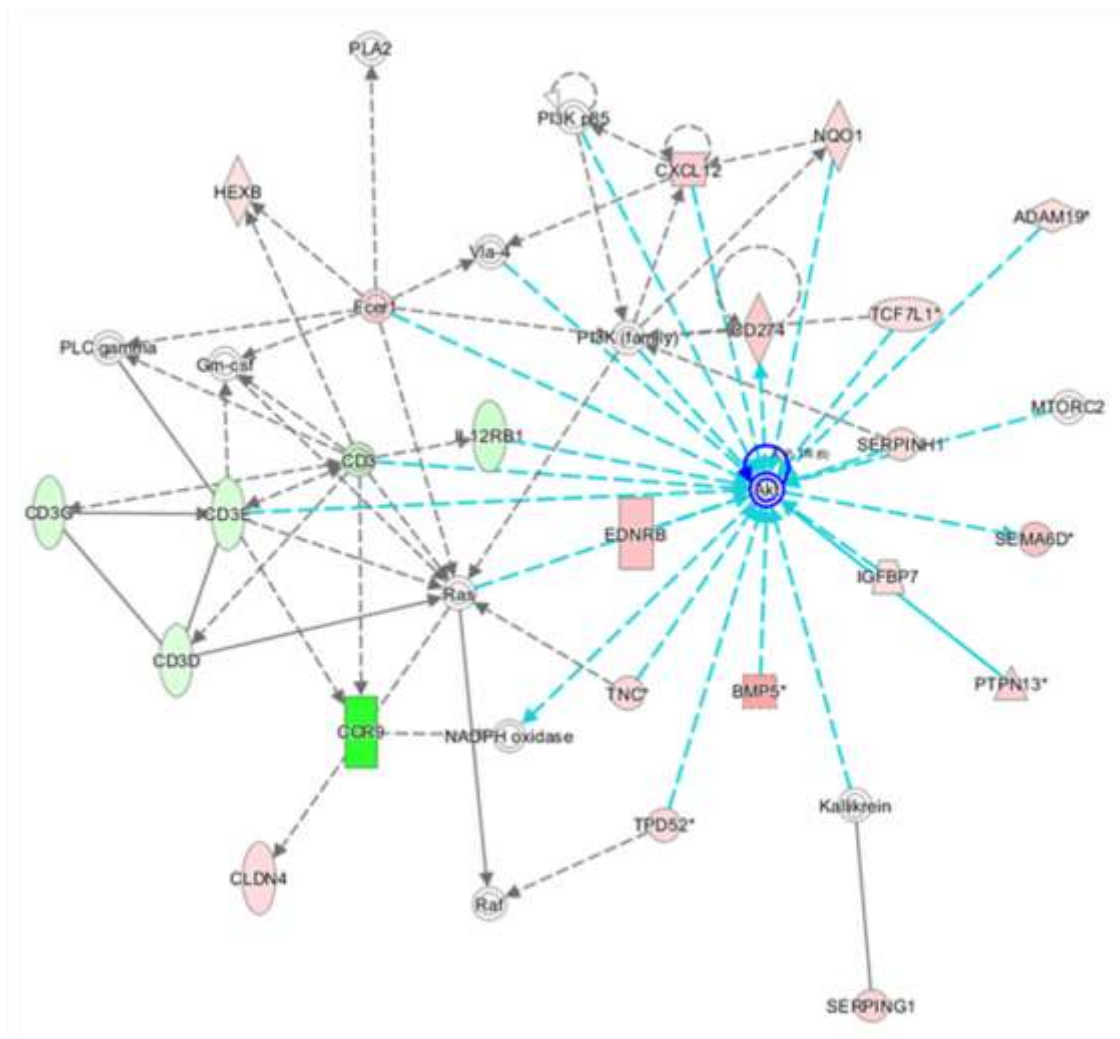 PLA2
PI3K p85
NQO1
CXCL12
HEXB
ADAM19*
Vla-4
Fcer1
TCF7L1*
PI3K (family)
CD274
PLC gamma
Gm-csf
MTORC2
IL12RB1
SERPINH1
CD3
Akt
CD3G
CD3E
EDNRB
SEMA6D*
IGFBP7
Ras
CD3D
TNC*
BMP5*
PTPN13*
CCR9
NADPH oxidase
Kallikrein
TPD52*
CLDN4
Raf
SERPING1